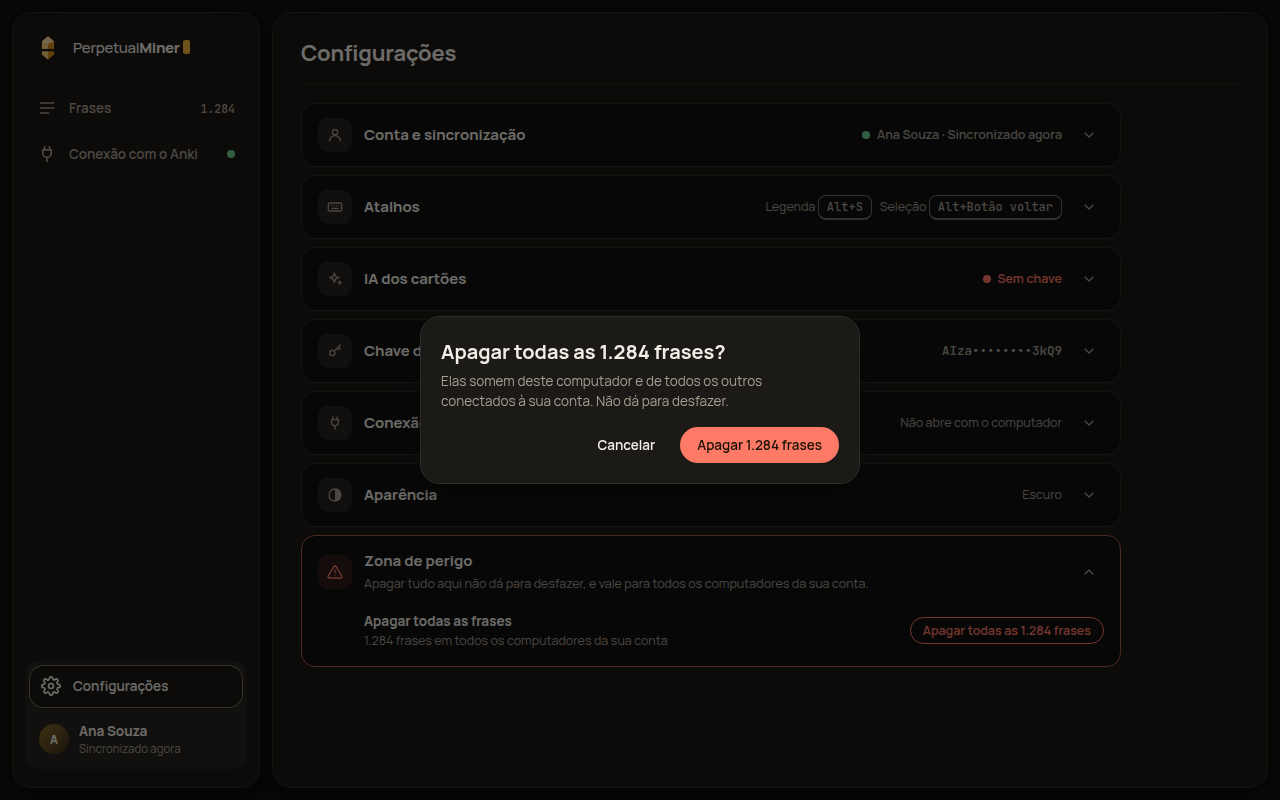 PerpetualMiner
Frases 1.284
Conexão com o Anki
Configurações
Ana Souza
Sincronizado agora
A
Configurações
Conta e sincronização
Ana Souza · Sincronizado agora
Atalhos
Legenda Alt+S Seleção Alt+Botão voltar
IA dos cartões
Sem chave
Chave d
AIza••••••••3kQ9
Conexã
Não abre com o computador
Aparência
Escuro
Zona de perigo
Apagar tudo aqui não dá para desfazer, e vale para todos os computadores da sua conta.
Apagar todas as frases
1.284 frases em todos os computadores da sua conta
Apagar todas as 1.284 frases
Apagar todas as 1.284 frases?
Elas somem deste computador e de todos os outros
conectados à sua conta. Não dá para desfazer.
Cancelar
Apagar 1.284 frases